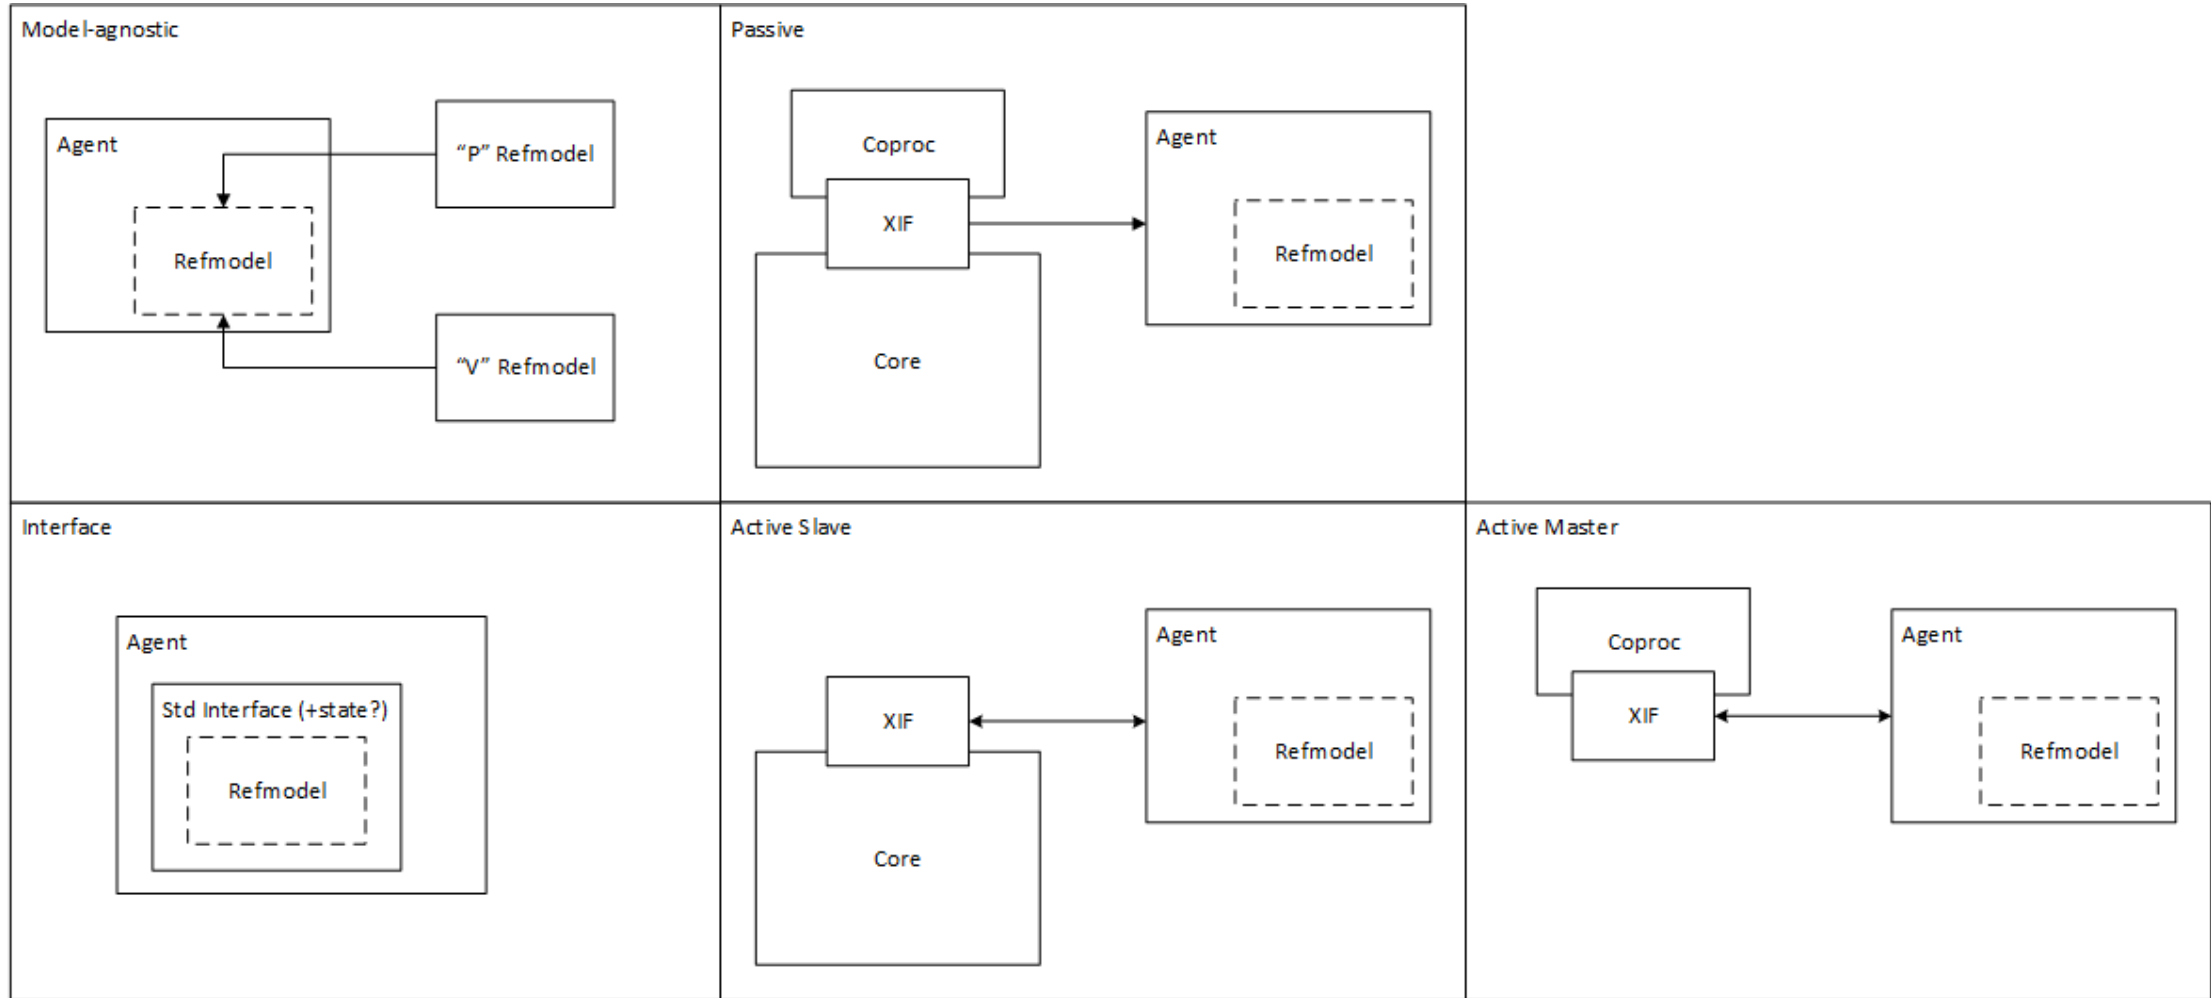 Model-agnostic
Agent
Refmodel
“P” Refmodel
“V” Refmodel
Passive
Coproc
XIF
Core
Agent
Refmodel
Interface
Agent
Std Interface (+state?)
Refmodel
Active Slave
XIF
Core
Agent
Refmodel
Active Master
Coproc
XIF
Agent
Refmodel